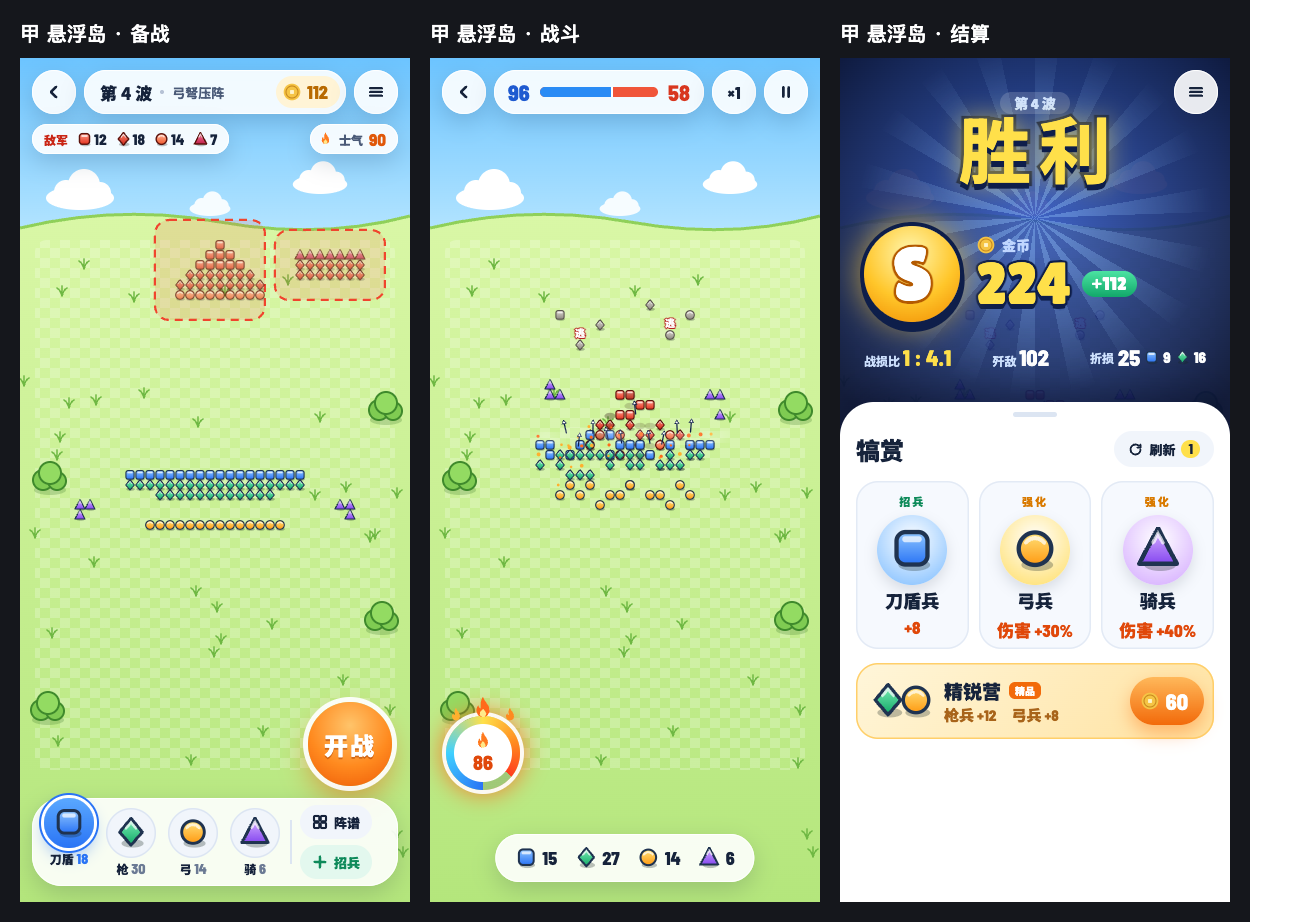 甲 悬浮岛 · 备战
第 4 波 · 弓弩压阵 112
敌军 12 18 14 7
士气 90
开战
刀盾 18
枪 30
弓 14
骑 6
阵谱
招兵
甲 悬浮岛 · 战斗
96 58 ×1
86
15 27 14 6
甲 悬浮岛 · 结算
第 4 波
胜利
S
金币
224 +112
战损比 1 : 4.1 歼敌 102 折损 25 9 16
犒赏
刷新 1
招兵
刀盾兵
+8
强化
弓兵
伤害 +30%
强化
骑兵
伤害 +40%
精锐营 精品
枪兵 +12 弓兵 +8
60